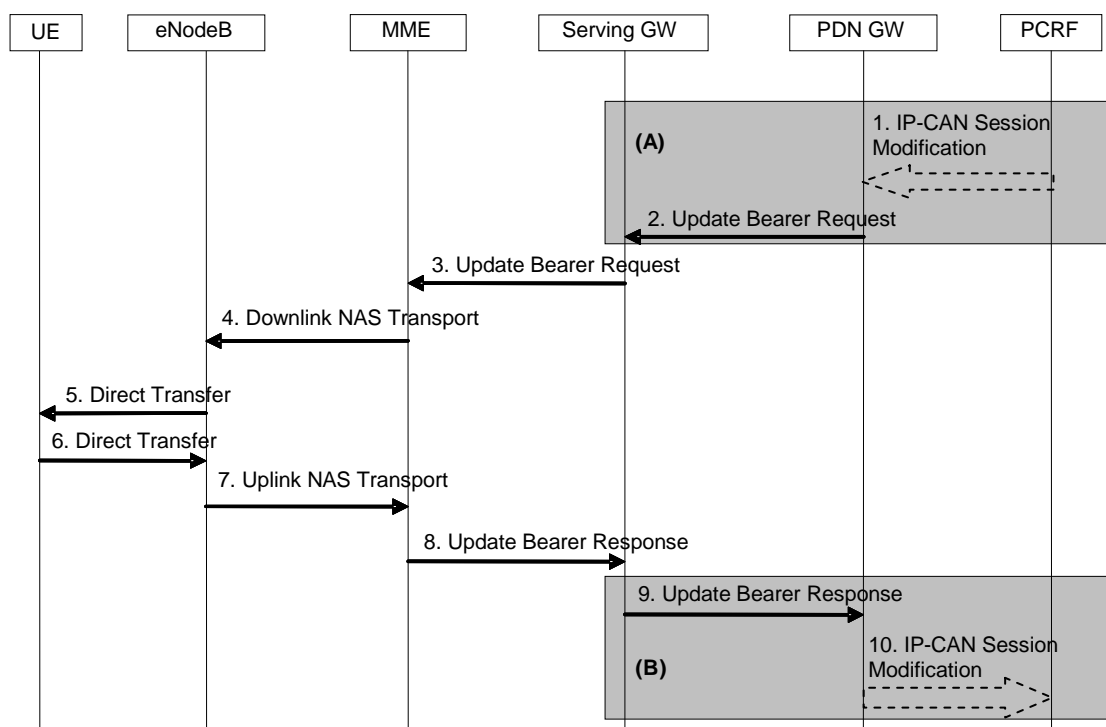 UE
eNodeB
MME
Serving GW
PDN GW
PCRF
(A)
1. IP-CAN Session
Modification
2. Update Bearer Request
3. Update Bearer Request
4. Downlink NAS Transport
5. Direct Transfer
6. Direct Transfer
7. Uplink NAS Transport
8. Update Bearer Response
9. Update Bearer Response
(B)
10. IP-CAN Session
Modification